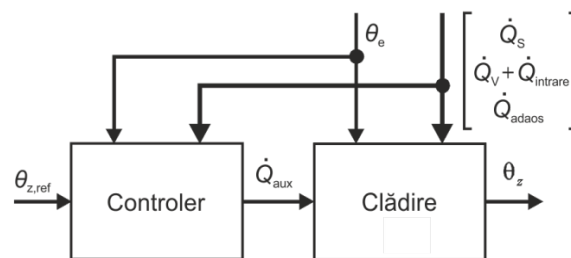 θe
Q̇S
Q̇V + Q̇intrare
Q̇adaos
θz,ref
Controler
Q̇aux
Clădire
θz